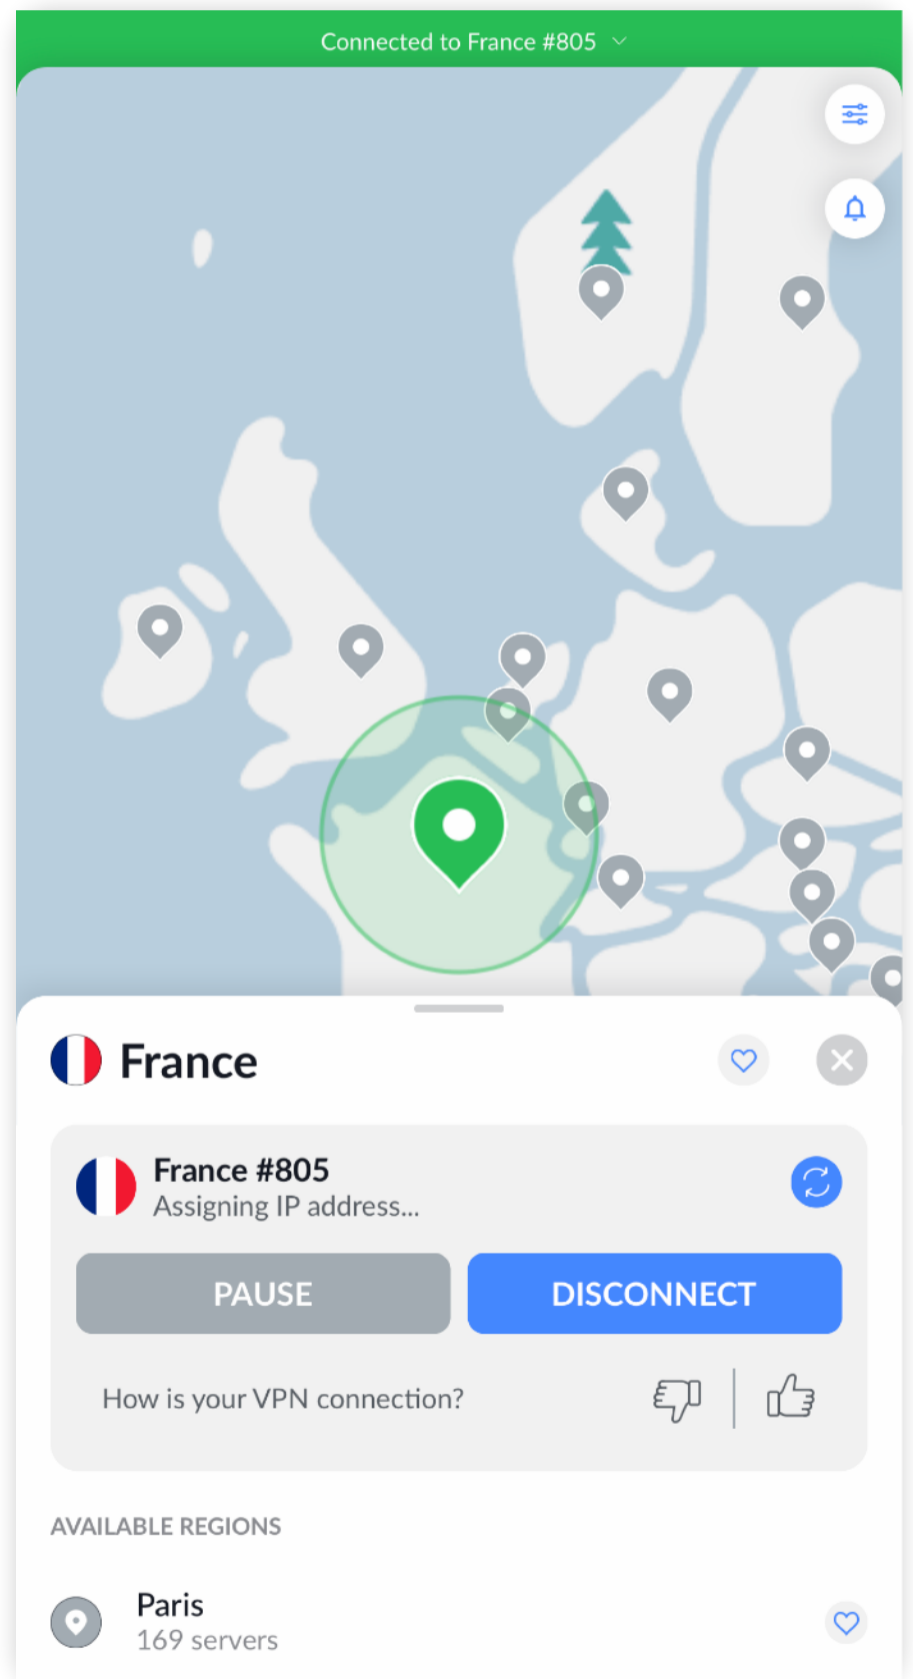 Connected to France #805
France
France #805
Assigning IP address...
PAUSE
DISCONNECT
How is your VPN connection?
AVAILABLE REGIONS
Paris
169 servers